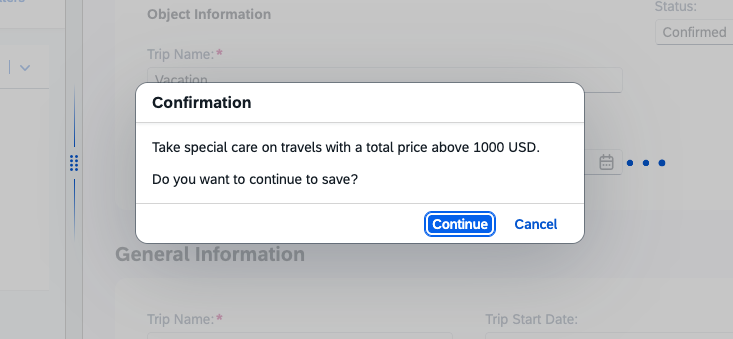 Object Information
Status:
Confirmed
Trip Name:*
Vacation
Confirmation
Take special care on travels with a total price above 1000 USD.
Do you want to continue to save?
Continue
Cancel
General Information
Trip Name:*
Trip Start Date: